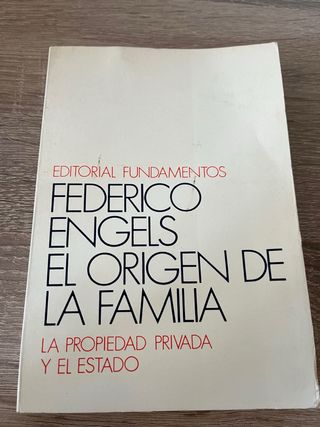 EDITORIAL FUNDAMENTOS
FEDERICO
ENGELS
EL ORIGEN DE
LA FAMILIA
LA PROPIEDAD PRIVADA
Y EL ESTADO